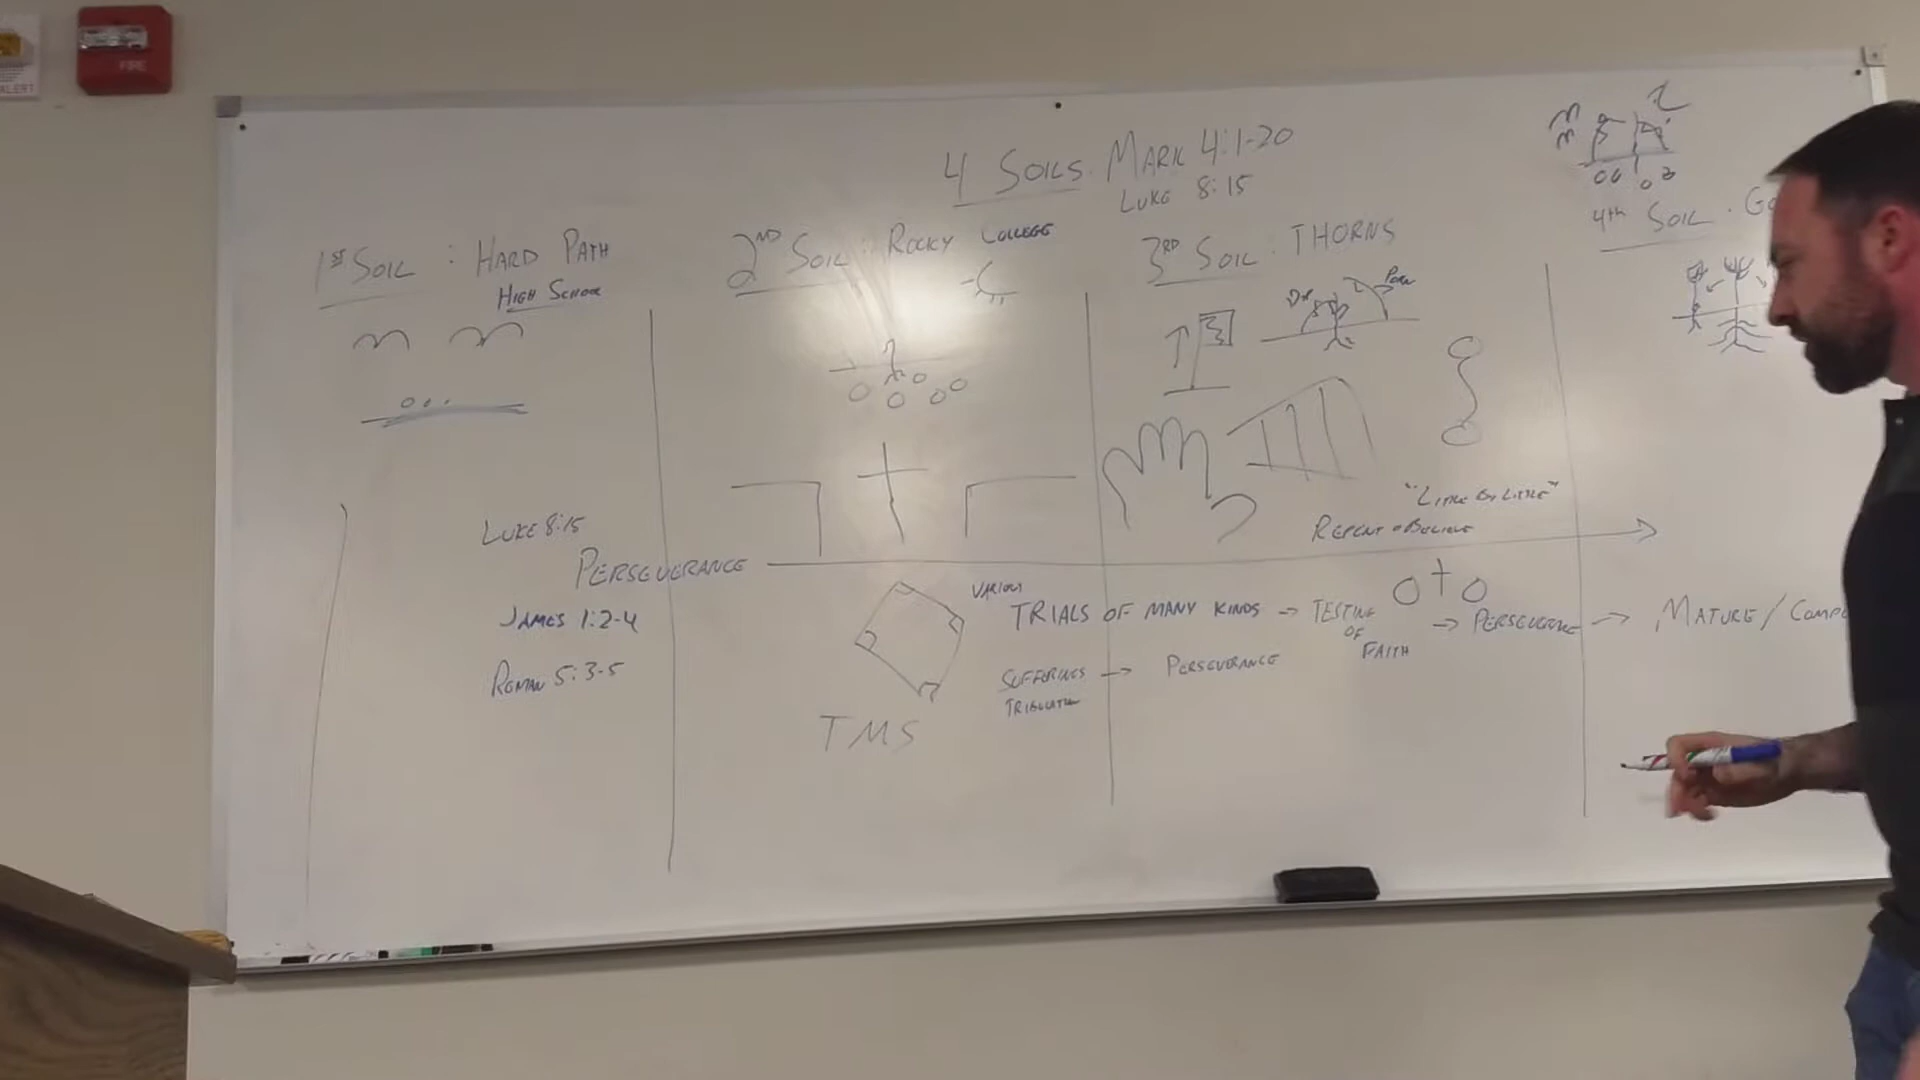 FIRE
ALERT
4 SOILS. MARK 4:1-20
LUKE 8:15
1ST SOIL : HARD PATH
HIGH SCHOOL
2ND SOIL : ROCKY COLLEGE
3RD SOIL : THORNS
4th SOIL .
"LITTLE BY LITTLE"
REPENT + BELIEVE
LUKE 8:15
PERSEVERANCE
JAMES 1:2-4
ROMAN 5:3-5
VARIOUS
TRIALS OF MANY KINDS → TESTING OF FAITH → PERSEVERANCE → MATURE/
SUFFERINGS → PERSEVERANCE
TMS